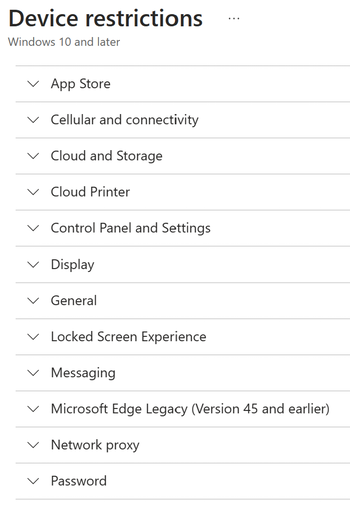 Device restrictions ...
Windows 10 and later
App Store
Cellular and connectivity
Cloud and Storage
Cloud Printer
Control Panel and Settings
Display
General
Locked Screen Experience
Messaging
Microsoft Edge Legacy (Version 45 and earlier)
Network proxy
Password